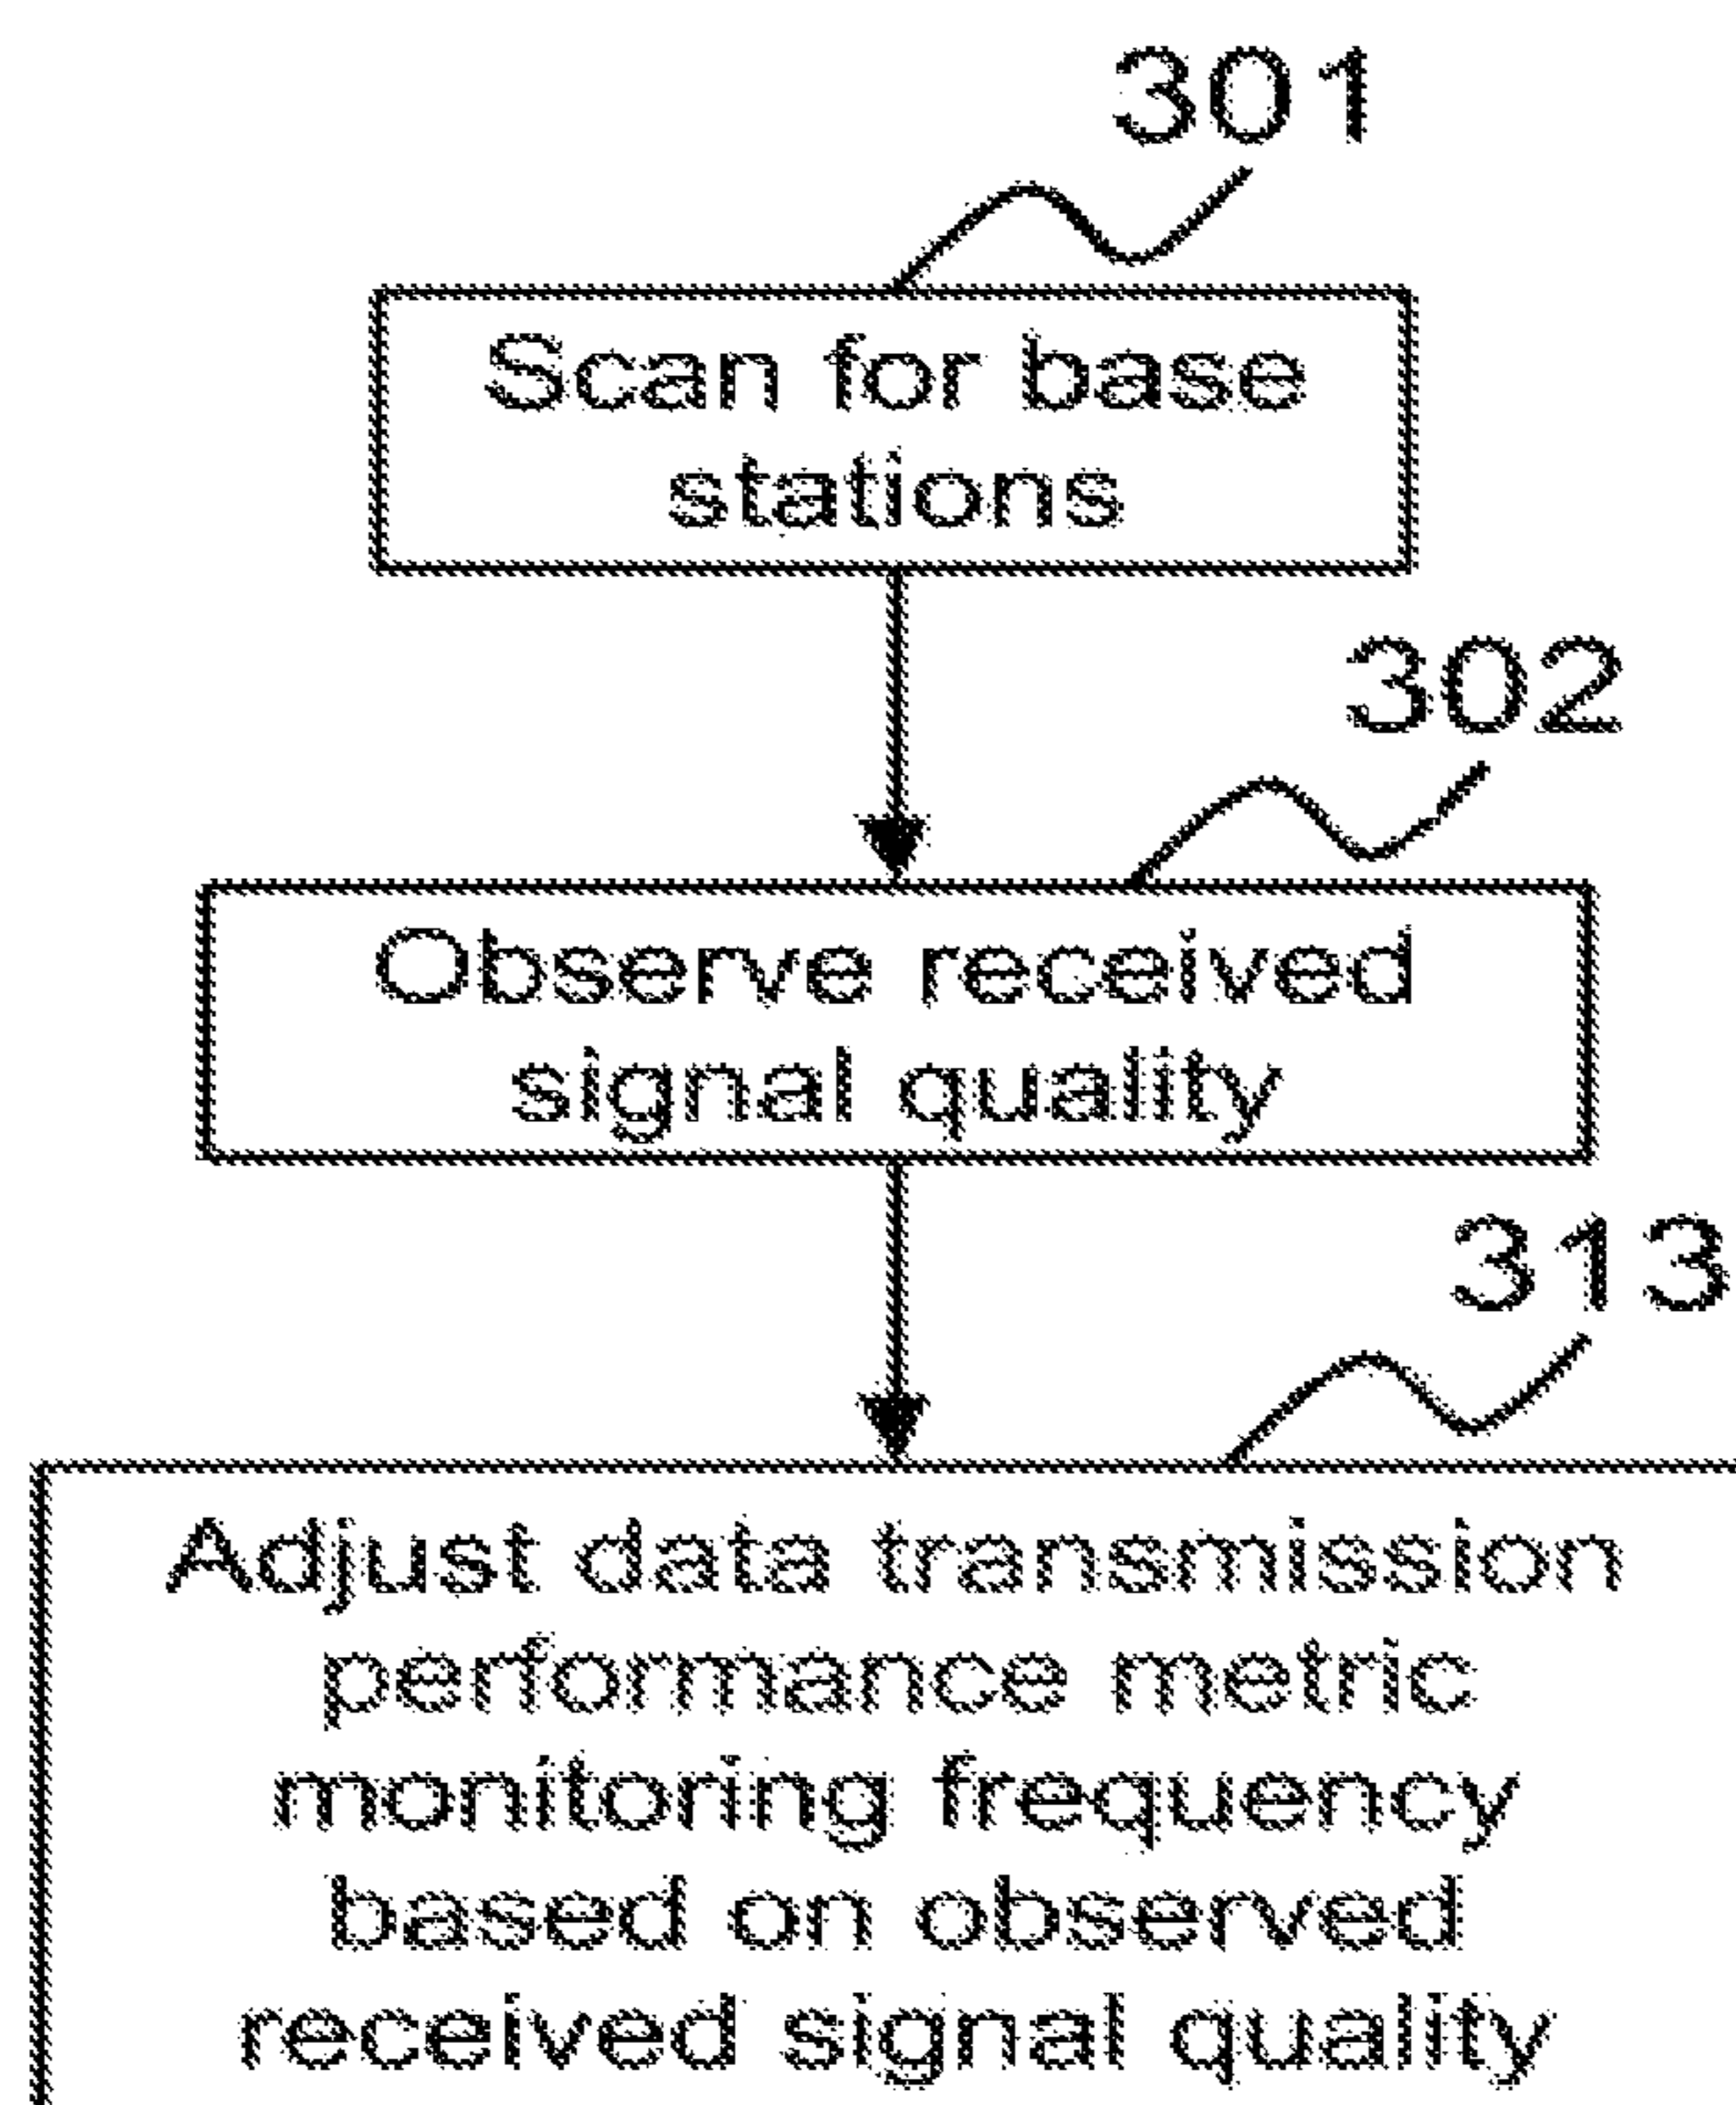 301
Scan for base
stations
302
Observe received
signal quality
313
Adjust data transmission
performance metric
monitoring frequency
based on observed
received signal quality